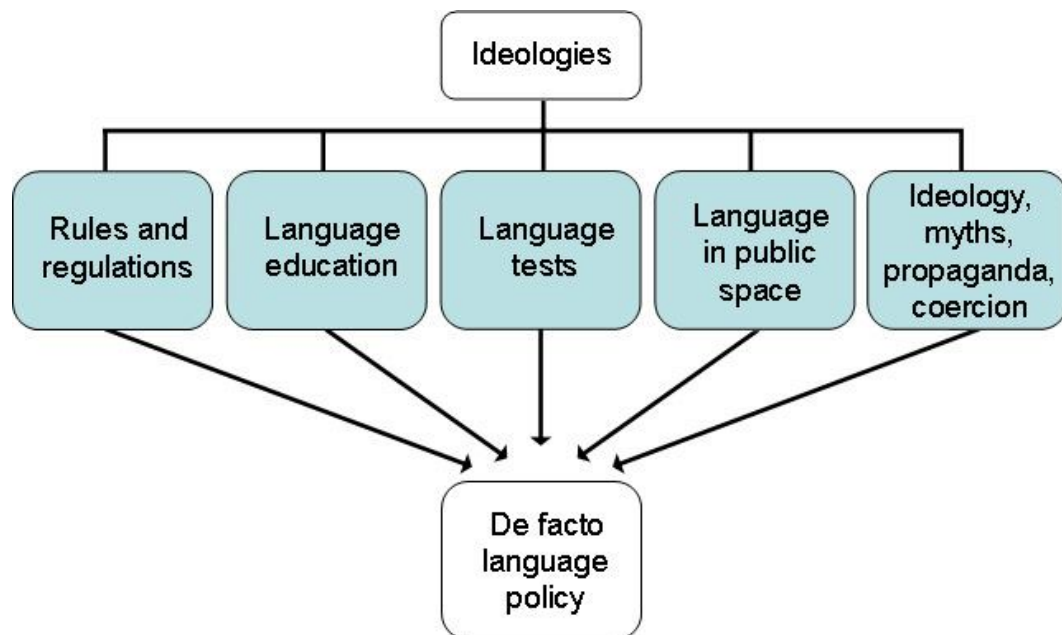 Ideologies
Rules and
regulations
Language
education
Language
tests
Language
in public
space
Ideology,
myths,
propaganda,
coercion
De facto
language
policy